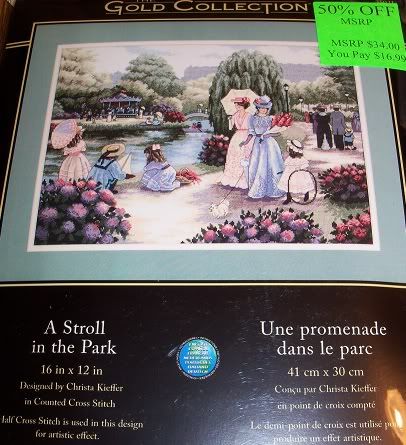 THE
GOLD COLLECTION
50% OFF
MSRP
MSRP $34.00
You Pay $16.99
A Stroll
in the Park
16 in x 12 in
Designed by Christa Kieffer
in Counted Cross Stitch
Half Cross Stitch is used in this design
for artistic effect.
Une promenade
dans le parc
41 cm x 30 cm
Conçu par Christa Kieffer
en point de croix compté
Le demi-point de croix est utilisé pour
produire un effet artistique.